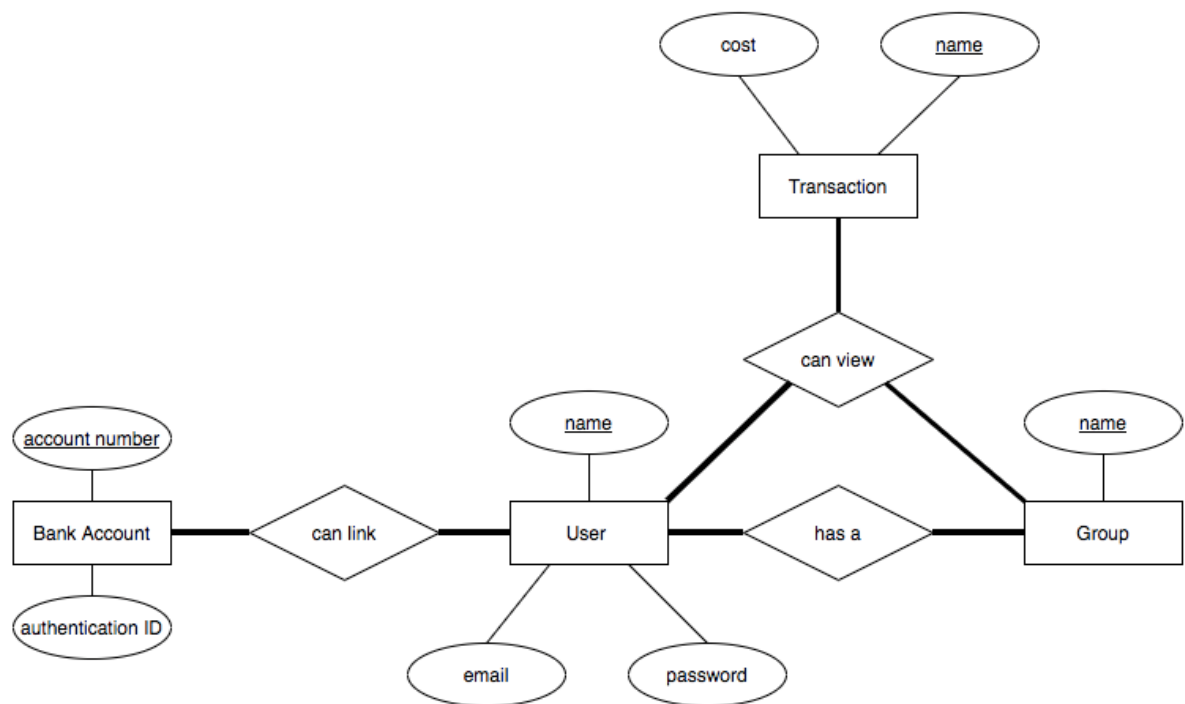 cost
name
Transaction
can view
account number
name
name
Bank Account
can link
User
has a
Group
authentication ID
email
password